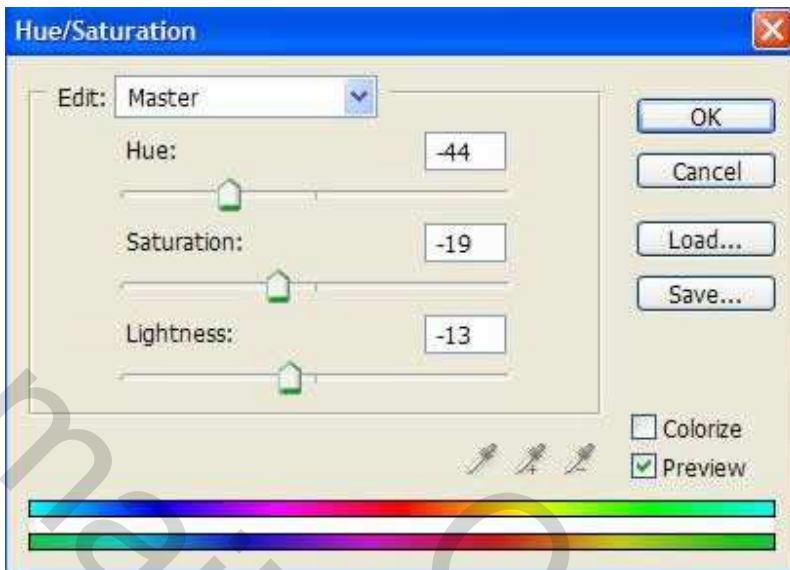 Hue/Saturation
Edit: Master
Hue: -44
Saturation: -19
Lightness: -13
OK
Cancel
Load...
Save...
Colorize
Preview